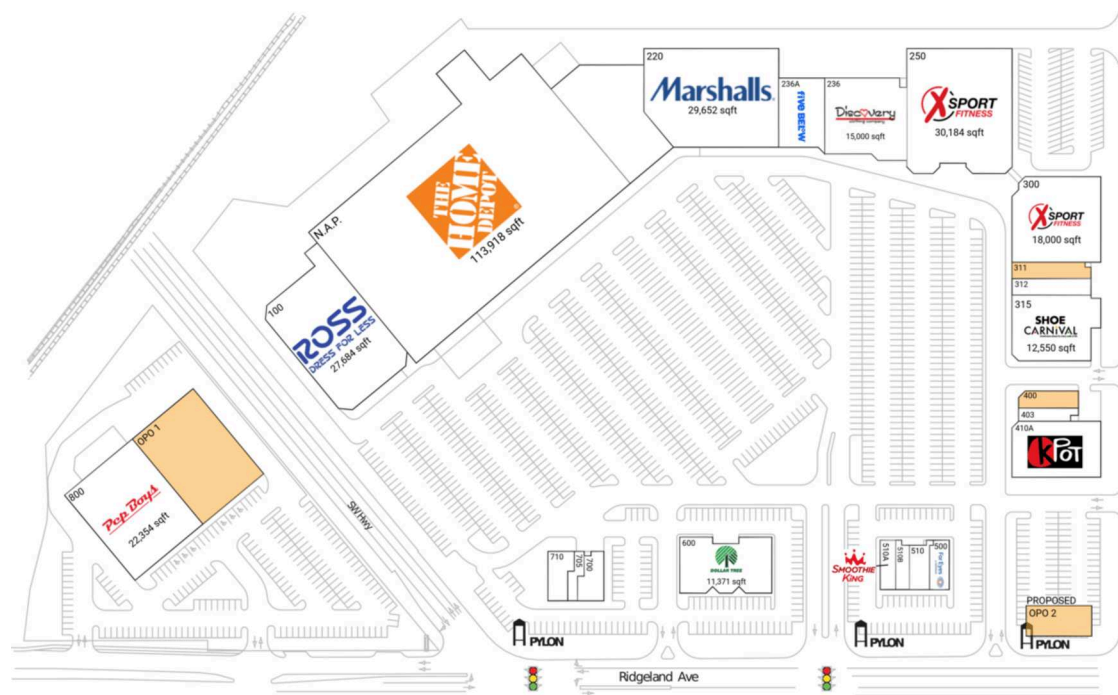 220
Marshalls.
29,652 sqft
236A
five BEL°W
236
Discovery
clothing company
15,000 sqft
250
XSPORT
FITNESS
30,184 sqft
300
XSPORT
FITNESS
18,000 sqft
311
312
315
SHOE
CARNiVAL
12,550 sqft
400
403
410A
KPOT
N.A.P.
THE
HOME
DEPOT
113,918 sqft
100
ROSS
DRESS FOR LESS
27,684 sqft
OPO 1
800
Pep Boys
22,354 sqft
SW Hwy
710
705
700
600
DOLLAR TREE
11,371 sqft
SMOOTHIE
KING
510A
510B
510
500
For Eyes
PROPOSED
OPO 2
PYLON
PYLON
PYLON
Ridgeland Ave